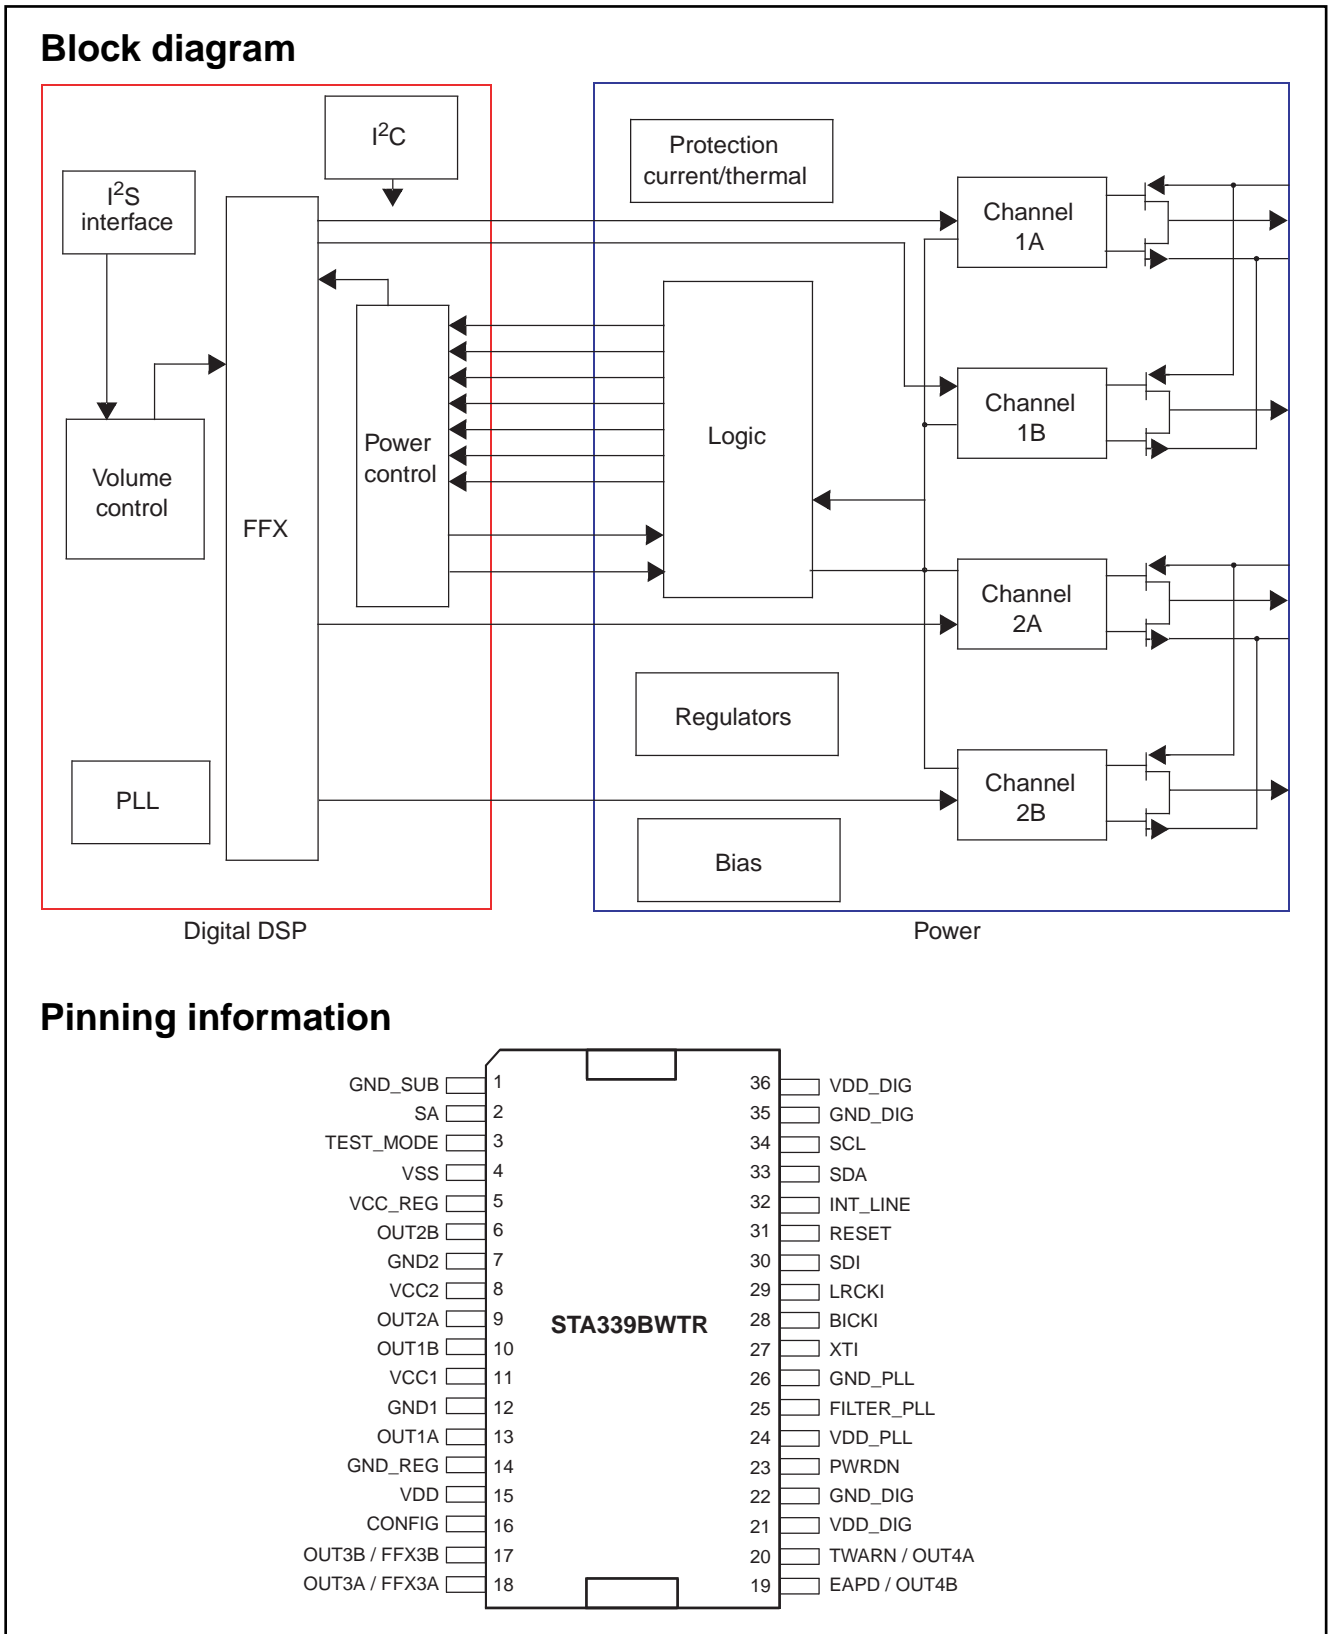 Block diagram
I²C
I²S
interface
Protection
current/thermal
Channel
1A
Channel
1B
Volume
control
FFX
Power
control
Logic
Channel
2A
Regulators
PLL
Channel
2B
Bias
Digital DSP
Power
Pinning information
GND_SUB 1 36 VDD_DIG
SA 2 35 GND_DIG
TEST_MODE 3 34 SCL
VSS 4 33 SDA
VCC_REG 5 32 INT_LINE
OUT2B 6 31 RESET
GND2 7 30 SDI
VCC2 8 29 LRCKI
OUT2A 9 28 BICKI
STA339BWTR
OUT1B 10 27 XTI
VCC1 11 26 GND_PLL
GND1 12 25 FILTER_PLL
OUT1A 13 24 VDD_PLL
GND_REG 14 23 PWRDN
VDD 15 22 GND_DIG
CONFIG 16 21 VDD_DIG
OUT3B / FFX3B 17 20 TWARN / OUT4A
OUT3A / FFX3A 18 19 EAPD / OUT4B